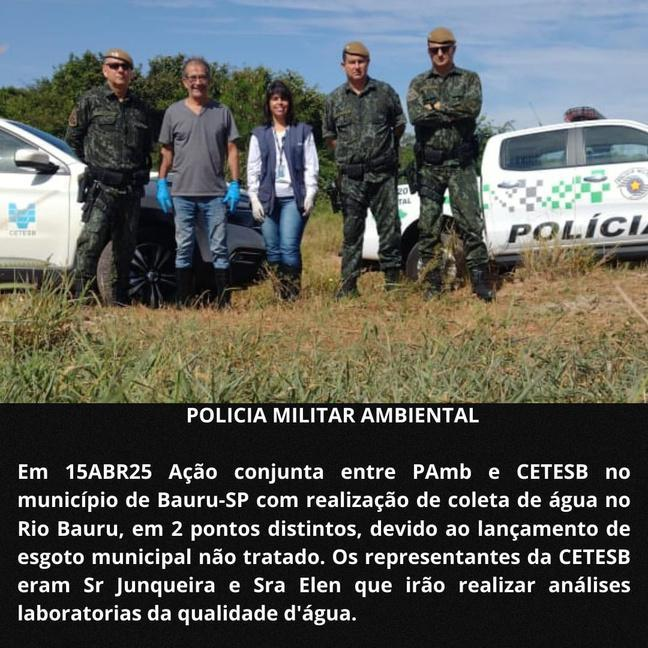 CETESB
20
TAL
POLÍCIA
POLICIA MILITAR AMBIENTAL
Em 15ABR25 Ação conjunta entre PAmb e CETESB no
município de Bauru-SP com realização de coleta de água no
Rio Bauru, em 2 pontos distintos, devido ao lançamento de
esgoto municipal não tratado. Os representantes da CETESB
eram Sr Junqueira e Sra Elen que irão realizar análises
laboratorias da qualidade d'água.